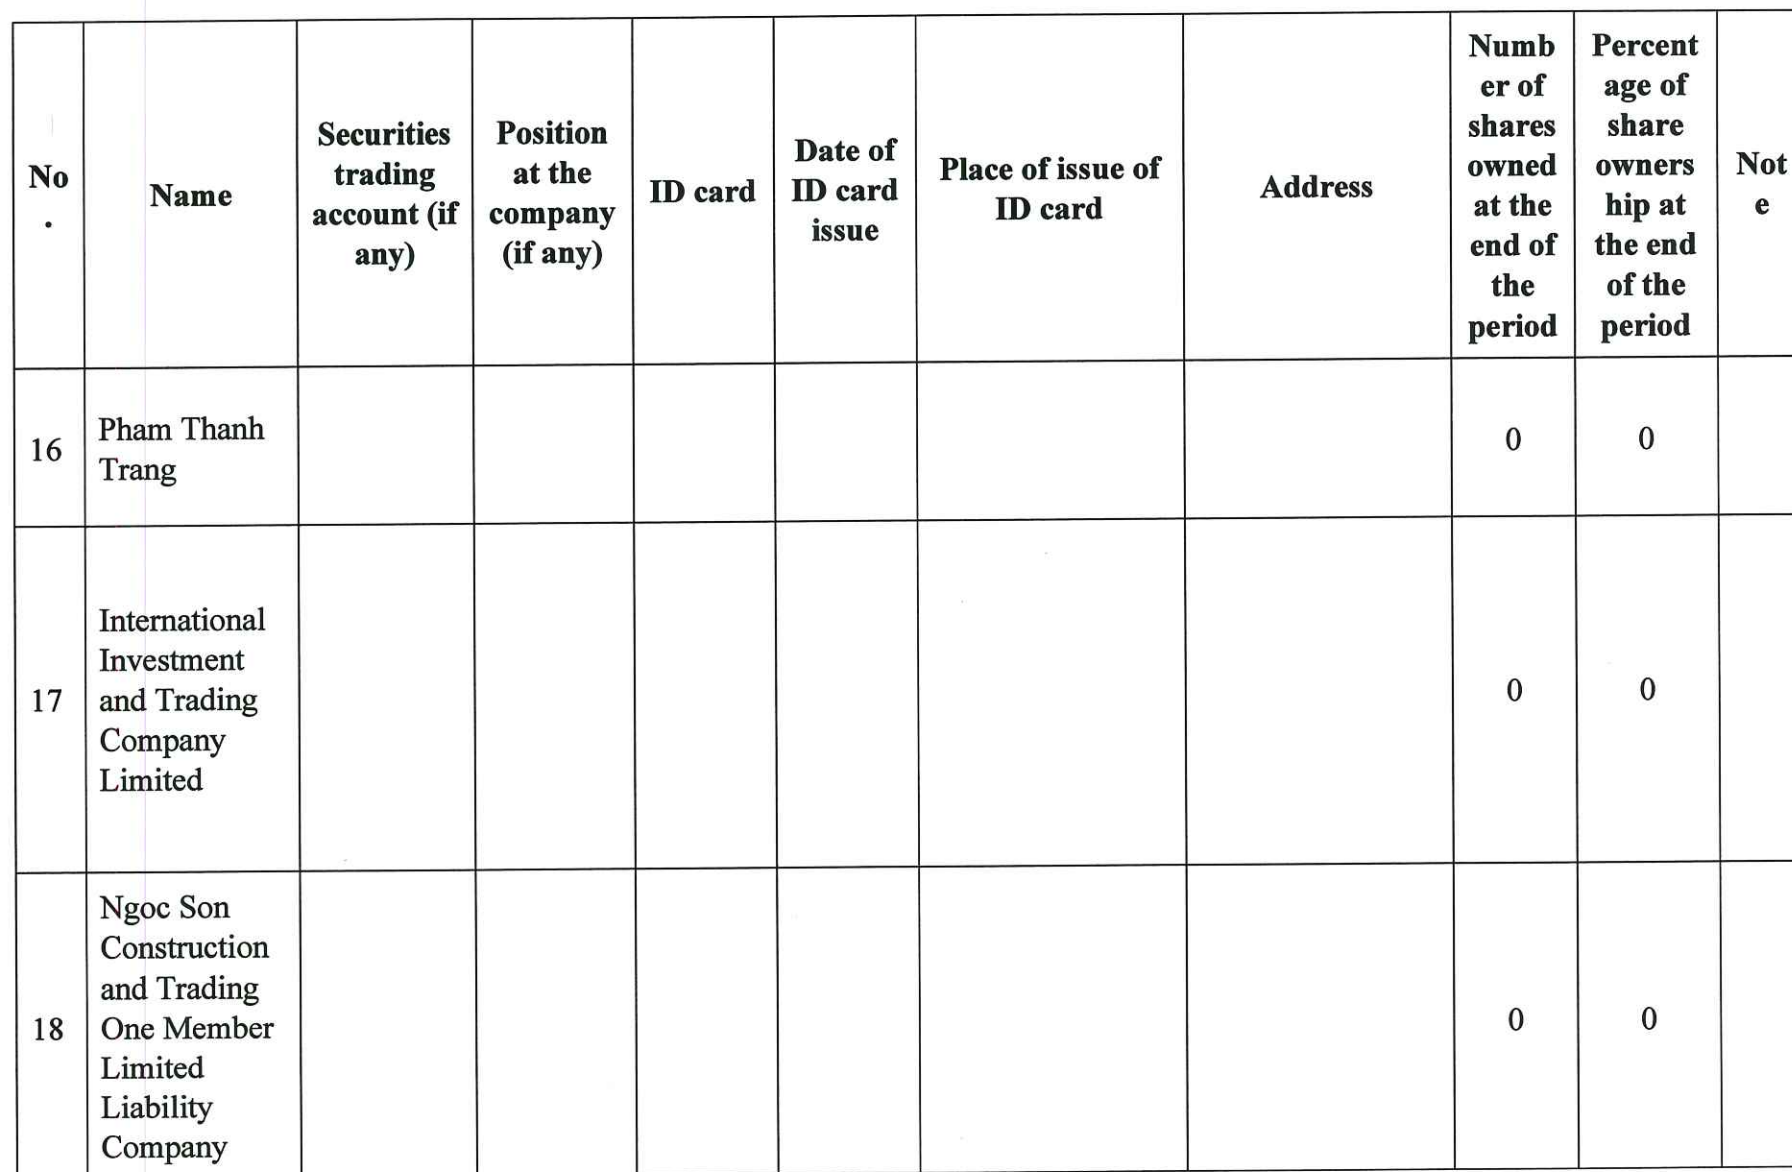 No
.
Name
Securities
trading
account (if
any)
Position
at the
company
(if any)
ID card
Date of
ID card
issue
Place of issue of
ID card
Address
Numb
er of
shares
owned
at the
end of
the
period
Percent
age of
share
owners
hip at
the end
of the
period
Not
e
16
Pham Thanh
Trang
0
0
17
International
Investment
and Trading
Company
Limited
0
0
18
Ngoc Son
Construction
and Trading
One Member
Limited
Liability
Company
0
0